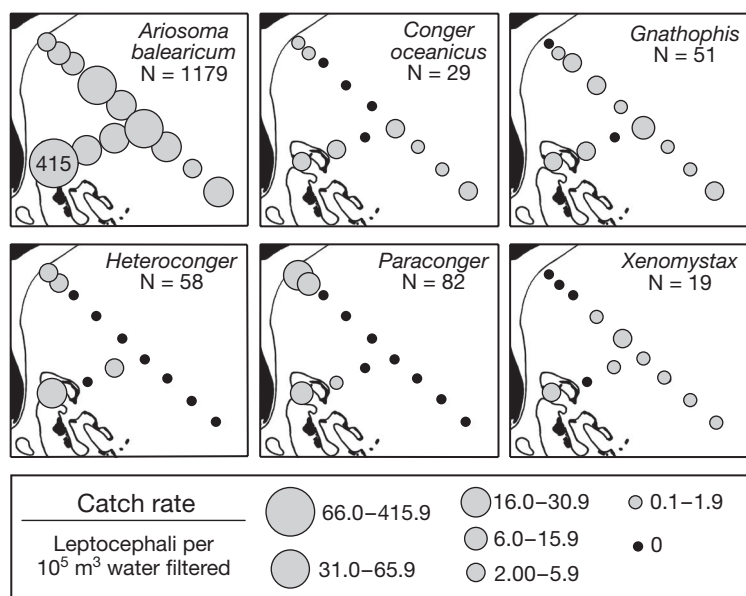 Ariosoma
balearicum
N = 1179
415
Conger
oceanicus
N = 29
Gnathophis
N = 51
Heteroconger
N = 58
Paraconger
N = 82
Xenomystax
N = 19
Catch rate
Leptocephali per
10⁵ m³ water filtered
66.0–415.9
31.0–65.9
16.0–30.9
6.0–15.9
2.00–5.9
0.1–1.9
0